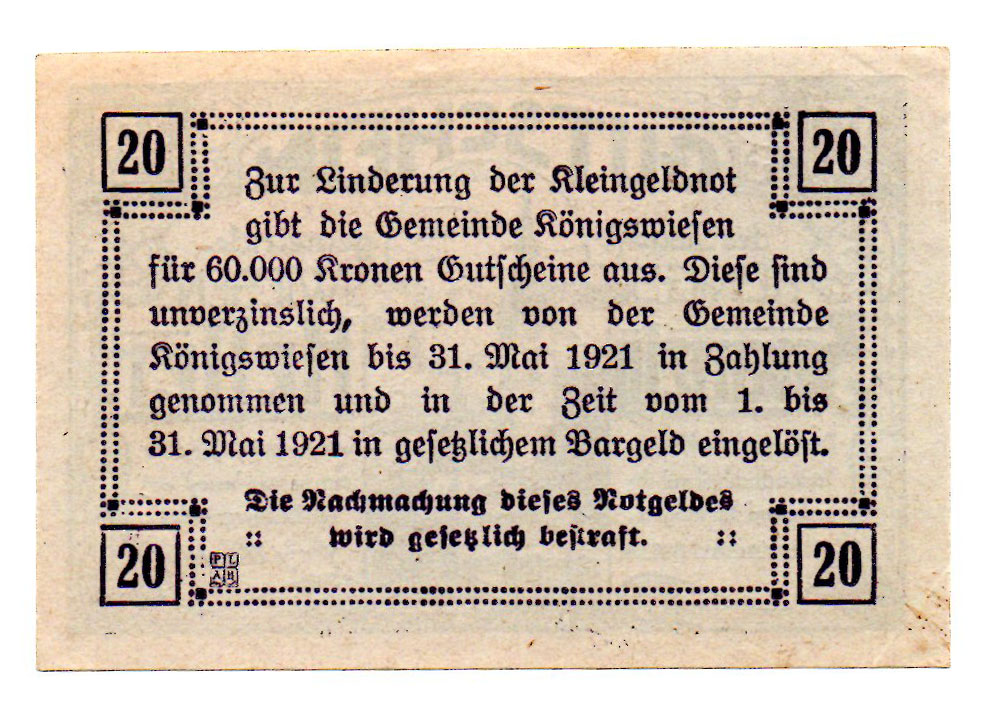 20 20
Zur Linderung der Kleingeldnot
gibt die Gemeinde Königswiesen
für 60.000 Kronen Gutscheine aus. Diese sind
unverzinslich, werden von der Gemeinde
Königswiesen bis 31. Mai 1921 in Zahlung
genommen und in der Zeit vom 1. bis
31. Mai 1921 in gesetzlichem Bargeld eingelöst.
Die Nachmachung dieses Notgeldes
:: wird gesetzlich bestraft. ::
20 20